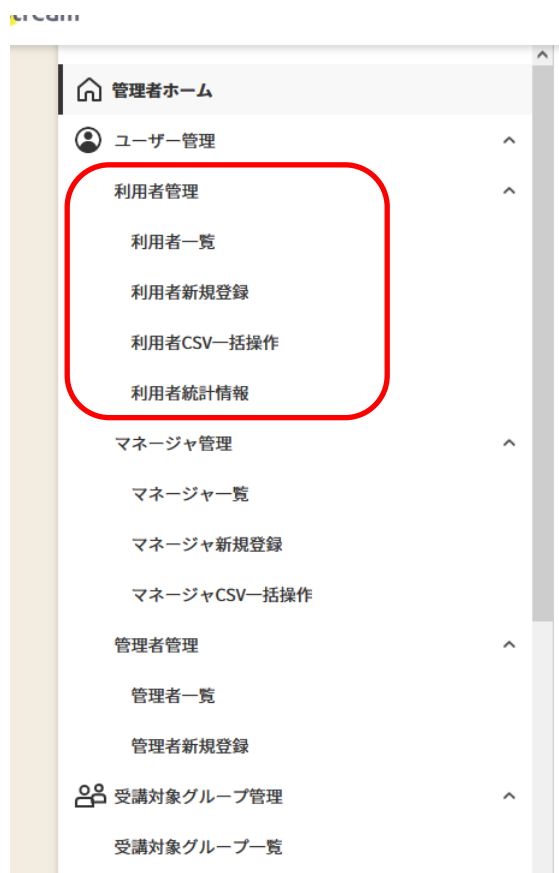 管理者ホーム
ユーザー管理
利用者管理
利用者一覧
利用者新規登録
利用者CSV一括操作
利用者統計情報
マネージャ管理
マネージャ一覧
マネージャ新規登録
マネージャCSV一括操作
管理者管理
管理者一覧
管理者新規登録
受講対象グループ管理
受講対象グループ一覧